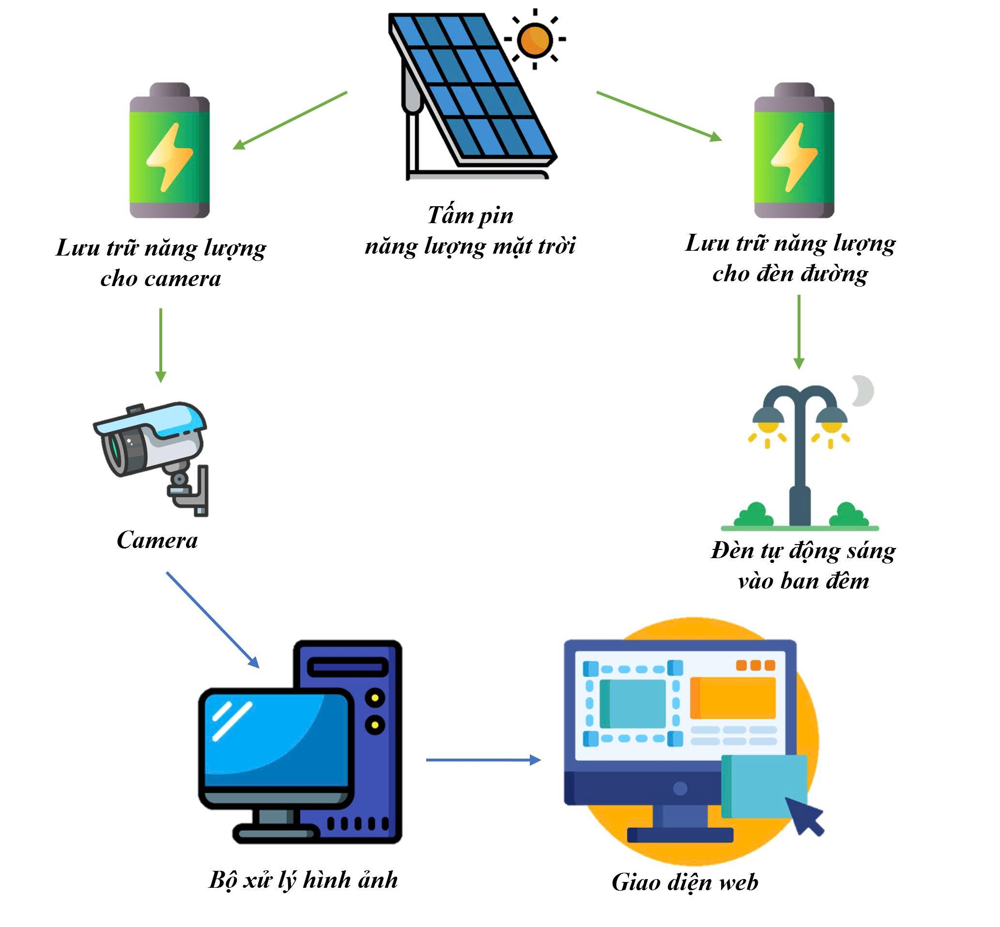 Tấm pin
năng lượng mặt trời
Lưu trữ năng lượng
cho camera
Lưu trữ năng lượng
cho đèn đường
Camera
Đèn tự động sáng
vào ban đêm
Bộ xử lý hình ảnh
Giao diện web